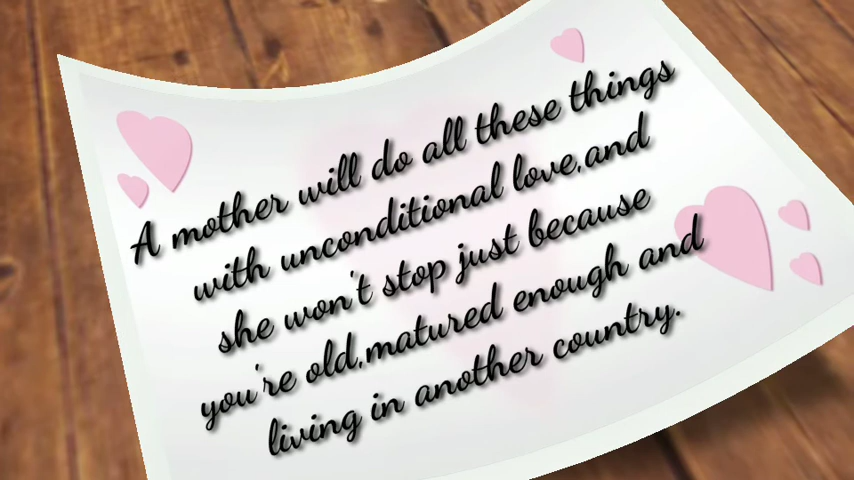 A mother will do all these things
with unconditional love,and
she won't stop just because
you're old,matured enough and
living in another country.